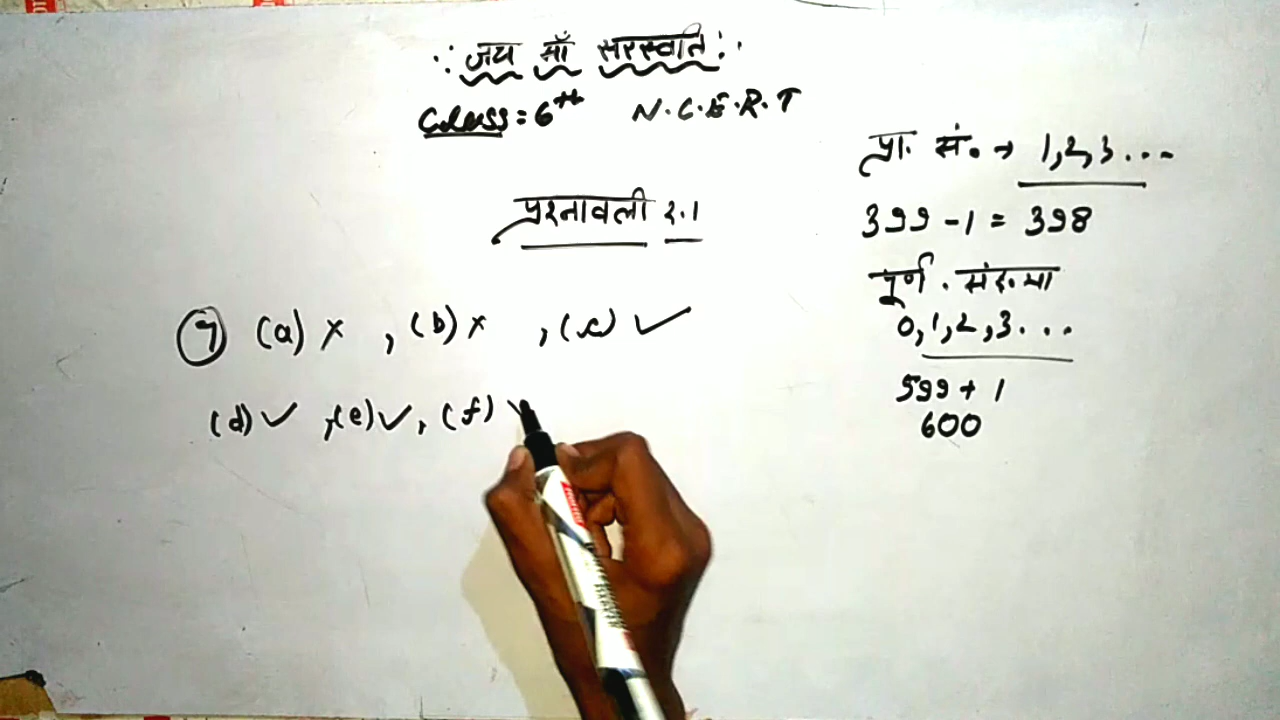 ∴ जय माँ सरस्वति ∴
Class = 6th N.C.E.R.T
प्रश्नावली 2.1
7 (a) × , (b) × , (c) ✓
(d) ✓ , (e) ✓ , (f)
प्रा. सं. → 1,2,3...
399 - 1 = 398
पूर्ण . संख्या
0,1,2,3...
599 + 1
600